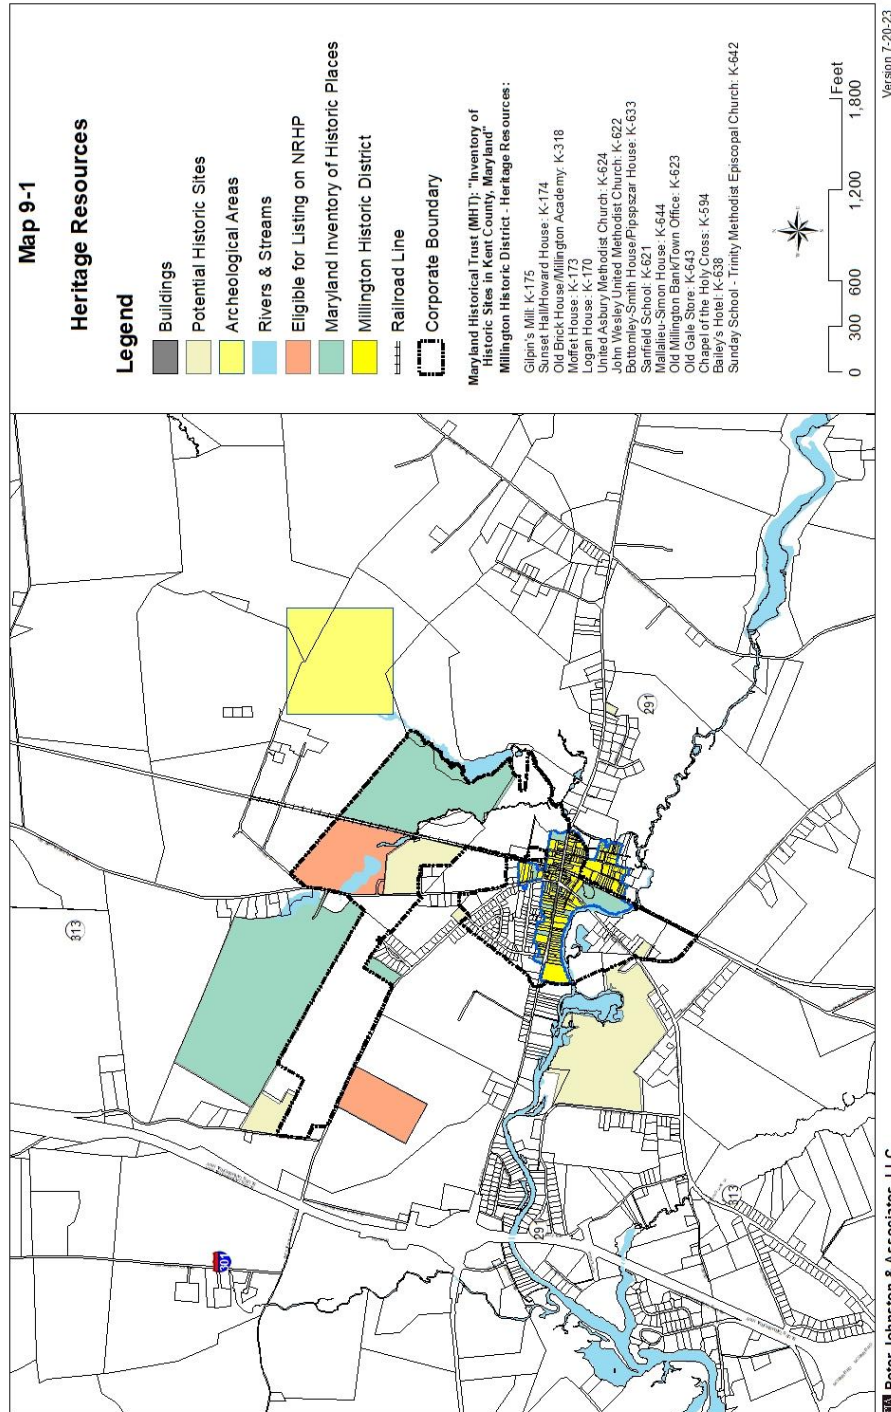 Map 9-1
Heritage Resources
Legend
Buildings
Potential Historic Sites
Archeological Areas
Rivers & Streams
Eligible for Listing on NRHP
Maryland Inventory of Historic Places
Millington Historic District
Railroad Line
Corporate Boundary
Maryland Historical Trust (MHT): "Inventory of
Historic Sites in Kent County, Maryland"
Millington Historic District - Heritage Resources:
Gilpin's Mill: K-175
Sunset Hall/Howard House: K-174
Old Brick House/Millington Academy: K-318
Moffet House: K-173
Logan House: K-170
United Asbury Methodist Church: K-624
John Wesley United Methodist Church: K-622
Bottomley-Smith House/Pipspszar House: K-633
Sanfield School: K-621
Mallalieu-Simon House: K-644
Old Millington Bank/Town Office: K-623
Old Gale Store: K-643
Chapel of the Holy Cross: K-594
Bailey's Hotel: K-638
Sunday School - Trinity Methodist Episcopal Church: K-642
0 300 600 1,200 1,800
Feet
Version 7-20-23
313
301
291
291
313
Peter Johnston & Associates, LLC